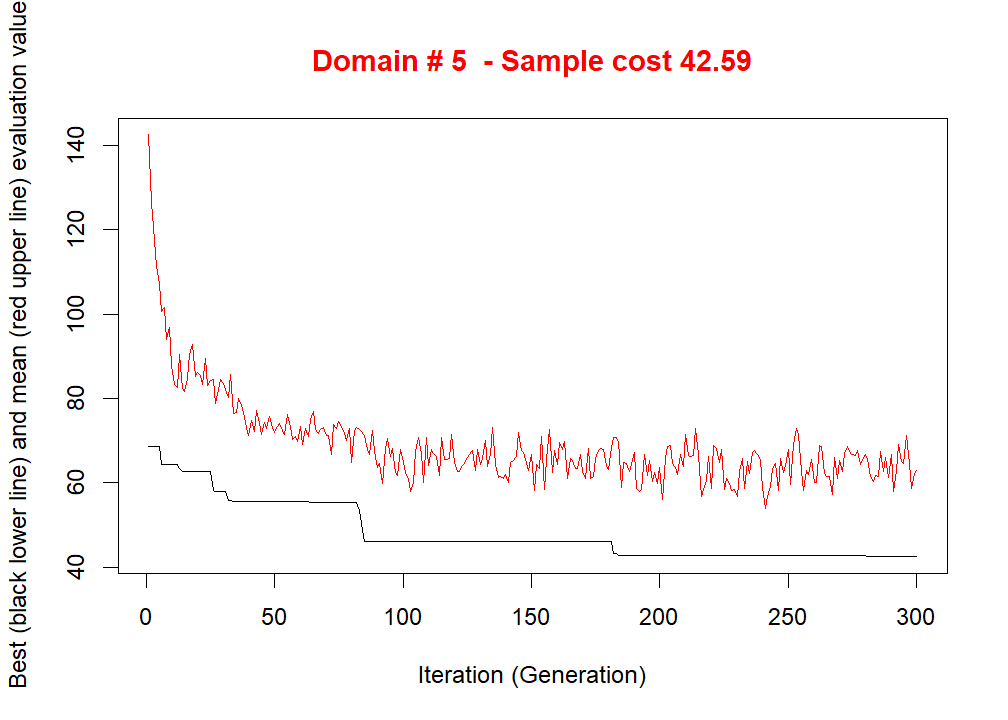 Domain # 5  - Sample cost 42.59
Best (black lower line) and mean (red upper line) evaluation value
140
120
100
80
60
40
0 50 100 150 200 250 300
Iteration (Generation)